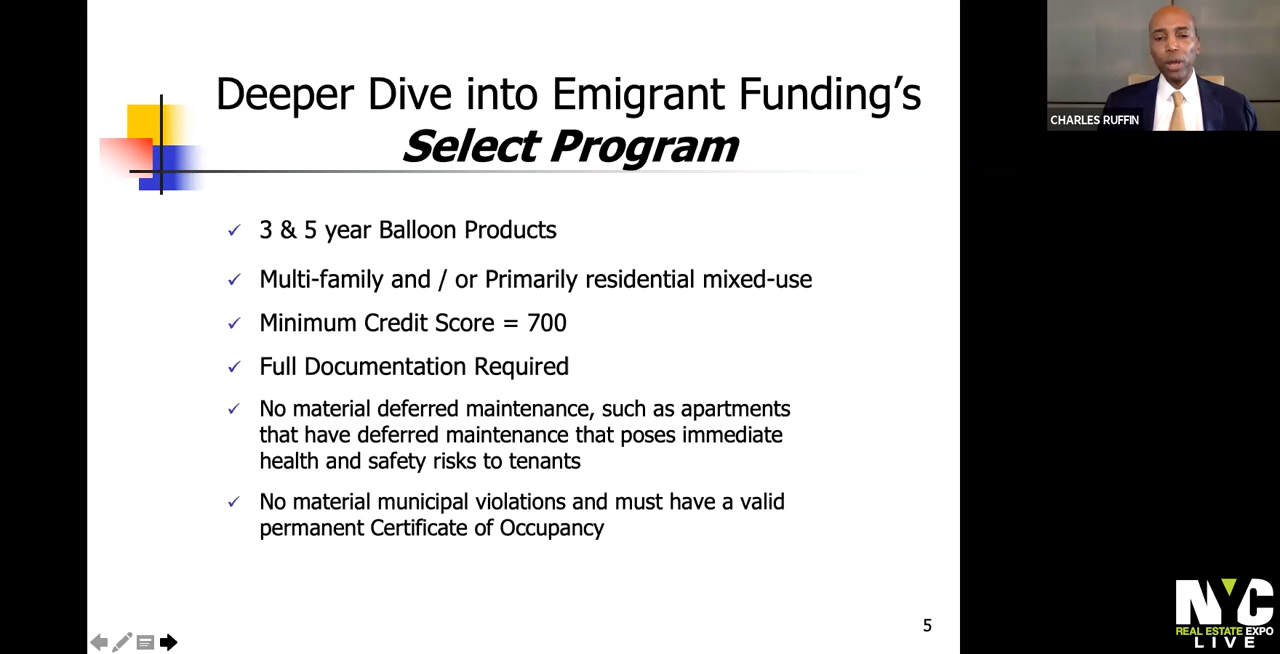 Deeper Dive into Emigrant Funding’s
Select Program
✓ 3 & 5 year Balloon Products
✓ Multi-family and / or Primarily residential mixed-use
✓ Minimum Credit Score = 700
✓ Full Documentation Required
✓ No material deferred maintenance, such as apartments
that have deferred maintenance that poses immediate
health and safety risks to tenants
✓ No material municipal violations and must have a valid
permanent Certificate of Occupancy
5
CHARLES RUFFIN
NYC
REAL ESTATE EXPO
LIVE